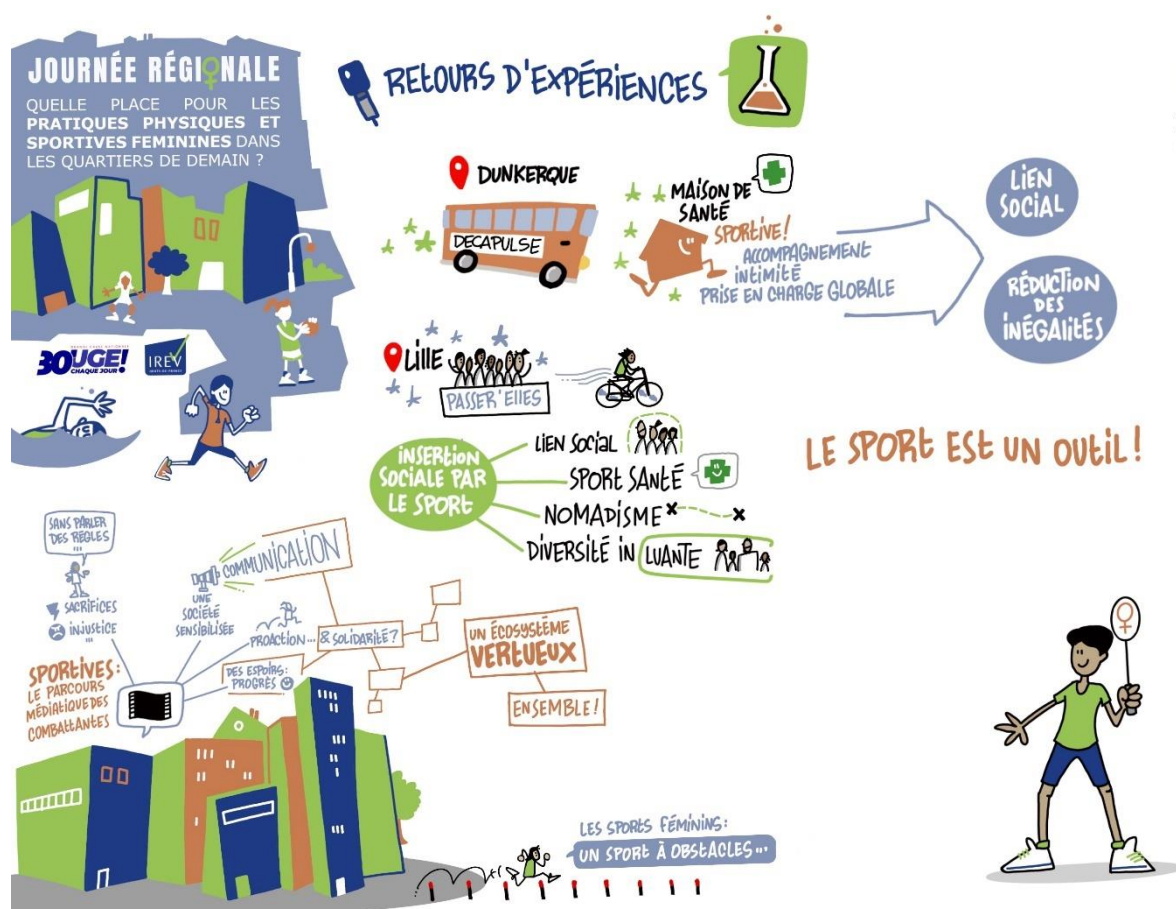 JOURNÉE RÉGIONALE
QUELLE PLACE POUR LES
PRATIQUES PHYSIQUES ET
SPORTIVES FEMININES DANS
LES QUARTIERS DE DEMAIN ?
30UGE!
CHAQUE JOUR!
IREV
RETOURS D'EXPÉRIENCES
DUNKERQUE
DECAPULSE
MAISON DE
SANTÉ
SPORTIVE!
ACCOMPAGNEMENT
INTIMITÉ
PRISE EN CHARGE GLOBALE
LIEN
SOCIAL
RÉDUCTION
DES
INÉGALITÉS
LILLE
PASSER'ELLES
INSERTION
SOCIALE PAR
LE SPORT
LIEN SOCIAL
SPORT SANTÉ
NOMADISME
DIVERSITÉ IN LUANTE
LE SPORT EST UN OUTIL!
SANS PARLER
DES RÈGLES
...
SACRIFICES
INJUSTICE
...
SPORTIVES:
LE PARCOURS
MÉDIATIQUE DES
COMBATTANTES
COMMUNICATION
UNE
SOCIÉTÉ
SENSIBILISÉE
PROACTION...
& SOLIDARITÉ?
DES ESPOIRS:
PROGRÈS
UN ÉCOSYSTÈME
VERTUEUX
ENSEMBLE!
LES SPORTS FÉMININS:
UN SPORT À OBSTACLES...